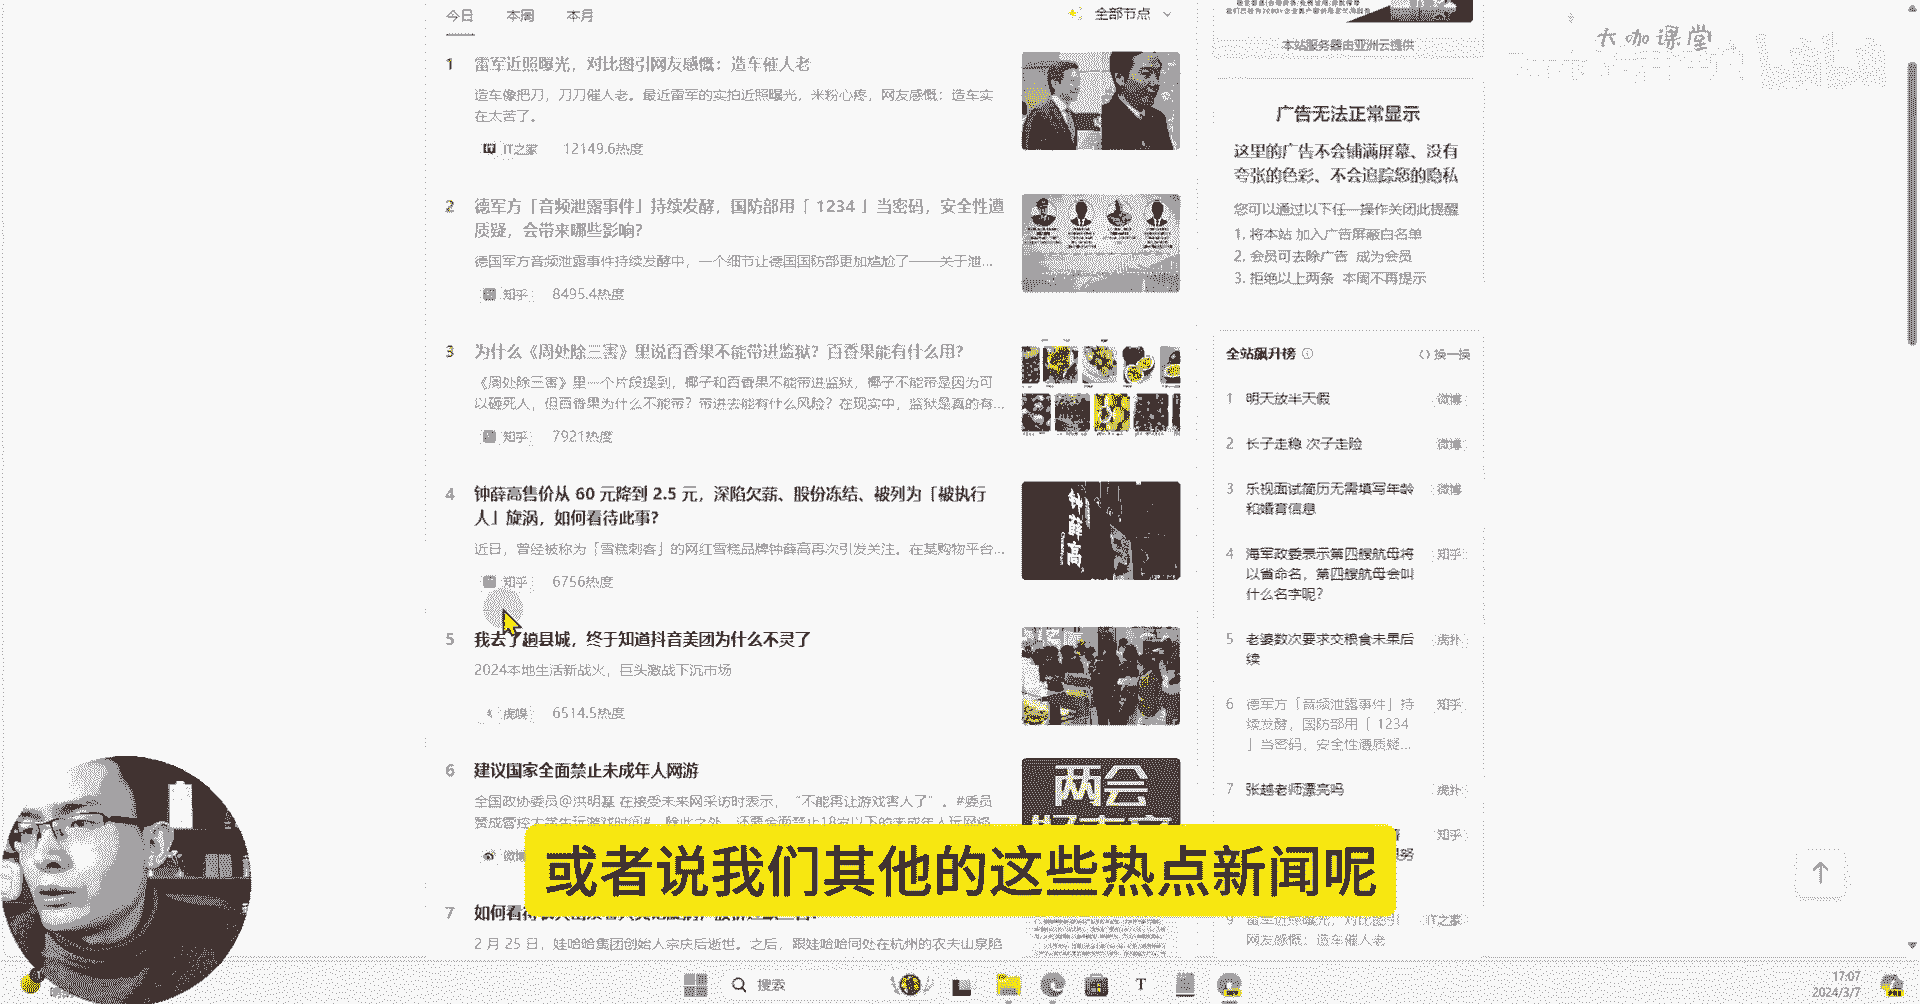 今日 本周 本月
全部节点
1 雷军近照曝光，对比图引网友感慨：造车催人老
造车像把刀，刀刀催人老。最近雷军的实拍近照曝光，米粉心疼，网友感慨：造车实
在太苦了。
IT之家 12149.6热度
2 德军方「音频泄露事件」持续发酵，国防部用「 1234 」当密码，安全性遭
质疑，会带来哪些影响？
德国军方音频泄露事件持续发酵中，一个细节让德国国防部更加尴尬了——关于泄...
知乎 8495.4热度
3 为什么《周处除三害》里说百香果不能带进监狱？百香果能有什么用？
《周处除三害》里一个片段提到，椰子和百香果不能带进监狱，椰子不能带是因为可
以砸死人，但百香果为什么不能带？带进去能有什么风险？在现实中，监狱是真的有...
知乎 7921热度
4 钟薛高售价从 60 元降到 2.5 元，深陷欠薪、股份冻结、被列为「被执行
人」旋涡，如何看待此事？
近日，曾经被称为「雪糕刺客」的网红雪糕品牌钟薛高再次引发关注。在某购物平台...
知乎 6756热度
钟薛高
5 我去了趟县城，终于知道抖音美团为什么不灵了
2024本地生活新战火，巨头激战下沉市场
虎嗅 6514.5热度
6 建议国家全面禁止未成年人网游
全国政协委员@洪明基 在接受未来网采访时表示，“不能再让游戏害人了”。#委员
赞成管控大学生玩游戏时间#，除此之外，还要全面禁止18岁以下的未成年人玩网络
微博
两会
7 如何看待
2 月 25 日，娃哈哈集团创始人宗庆后逝世。之后，跟娃哈哈同处在杭州的农夫山泉陷
本站服务器由亚洲云提供
广告无法正常显示
这里的广告不会铺满屏幕、没有
夸张的色彩、不会追踪您的隐私
您可以通过以下任一操作关闭此提醒
1. 将本站 加入广告屏蔽白名单
2. 会员可去除广告 成为会员
3. 拒绝以上两条 本周不再提示
全站飙升榜 换一换
1 明天放半天假 微博
2 长子走稳 次子走险 微博
3 乐视面试简历无需填写年龄 微博
和婚育信息
4 海军政委表示第四艘航母将 知乎
以省命名，第四艘航母会叫
什么名字呢？
5 老婆数次要求交粮食未果后 虎扑
续
6 德军方「音频泄露事件」持 知乎
续发酵，国防部用「 1234
」当密码，安全性遭质疑...
7 张越老师漂亮吗 虎扑
知乎
9 雷军近照曝光，对比图引 IT之家
网友感慨：造车催人老
大咖课堂
或者说我们其他的这些热点新闻呢
搜索
17:07
2024/3/7